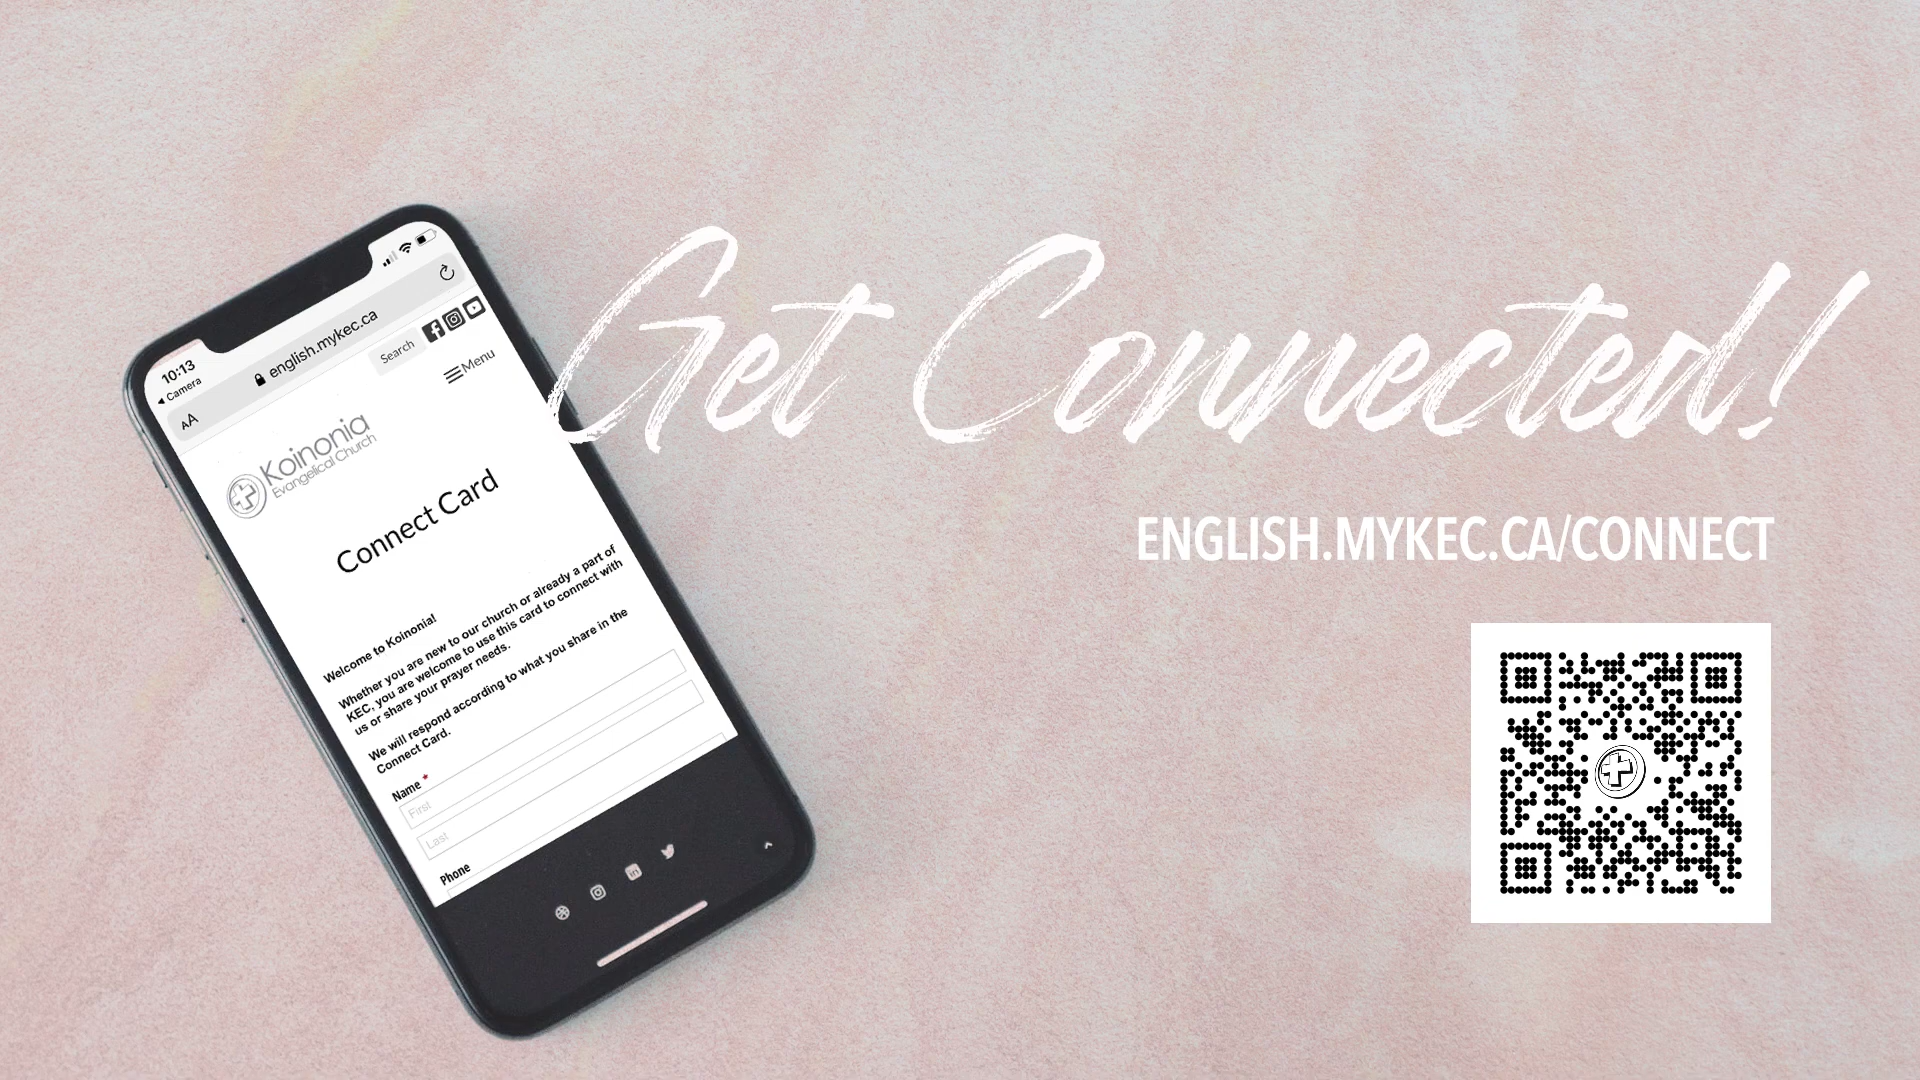 10:13
Camera
AA
english.mykec.ca
Search
Menu
Koinonia
Evangelical Church
Connect Card
Welcome to Koinonia!
Whether you are new to our church or already a part of
KEC, you are welcome to use this card to connect with
us or share your prayer needs.
We will respond according to what you share in the
Connect Card.
Name *
First
Last
Phone
Get Connected!
ENGLISH.MYKEC.CA/CONNECT